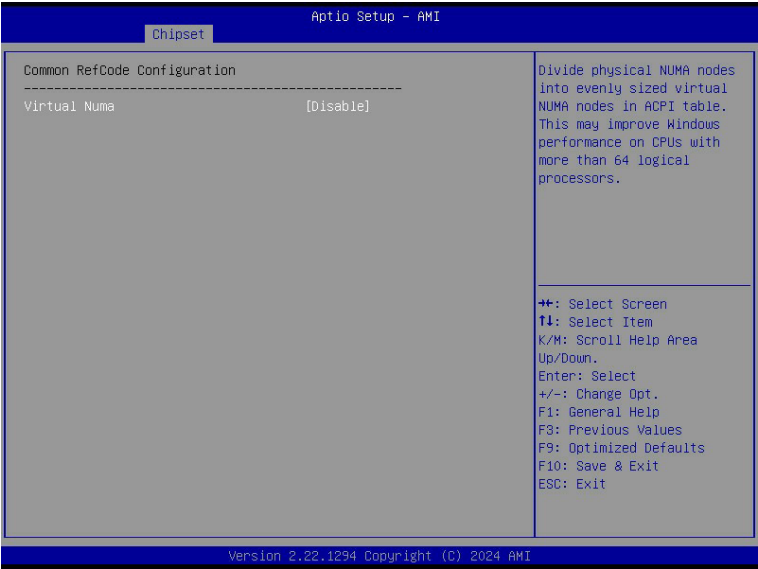 Aptio Setup – AMI
Chipset
Common RefCode Configuration
------------------------------------------------
Virtual Numa [Disable]
Divide physical NUMA nodes
into evenly sized virtual
NUMA nodes in ACPI table.
This may improve Windows
performance on CPUs with
more than 64 logical
processors.
→←: Select Screen
↑↓: Select Item
K/M: Scroll Help Area
Up/Down.
Enter: Select
+/-: Change Opt.
F1: General Help
F3: Previous Values
F9: Optimized Defaults
F10: Save & Exit
ESC: Exit
Version 2.22.1294 Copyright (C) 2024 AMI